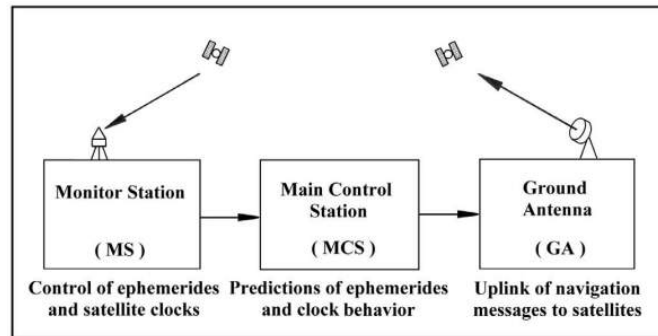 Monitor Station
( MS )
Main Control
Station
( MCS )
Ground
Antenna
( GA )
Control of ephemerides
and satellite clocks
Predictions of ephemerides
and clock behavior
Uplink of navigation
messages to satellites